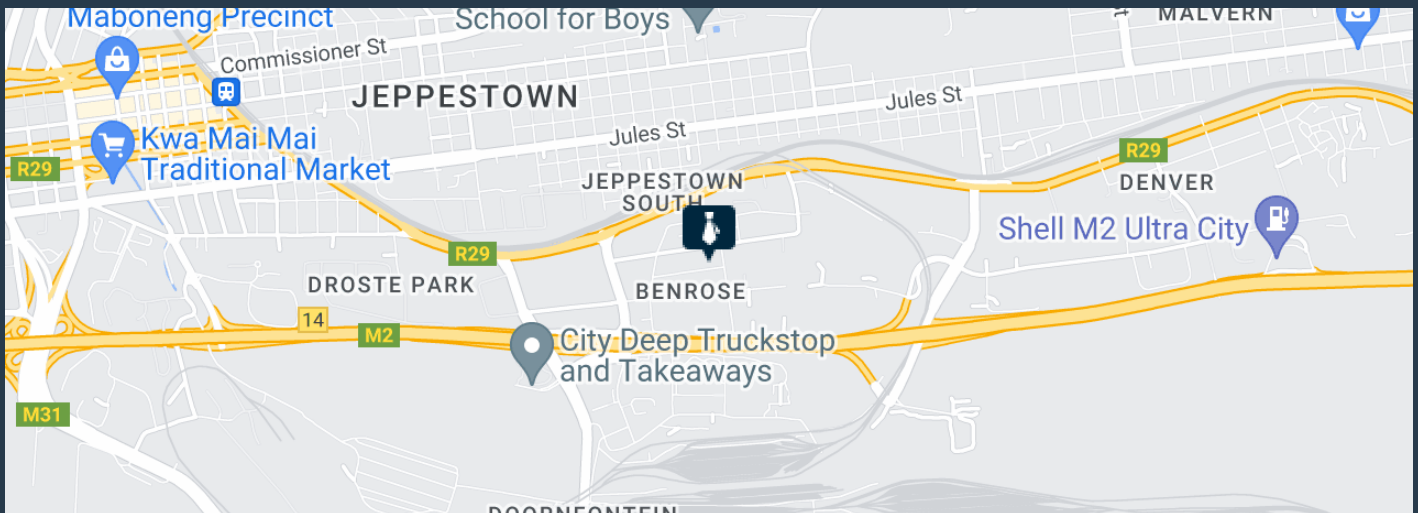 Maboneng Precinct
School for Boys
MALVERN
Commissioner St
JEPPESTOWN
Jules St
Jules St
Kwa Mai Mai
Traditional Market
R29
R29
JEPPESTOWN
SOUTH
DENVER
Shell M2 Ultra City
R29
DROSTE PARK
BENROSE
14
M2
City Deep Truckstop
and Takeaways
M31
DOORNFONTEIN